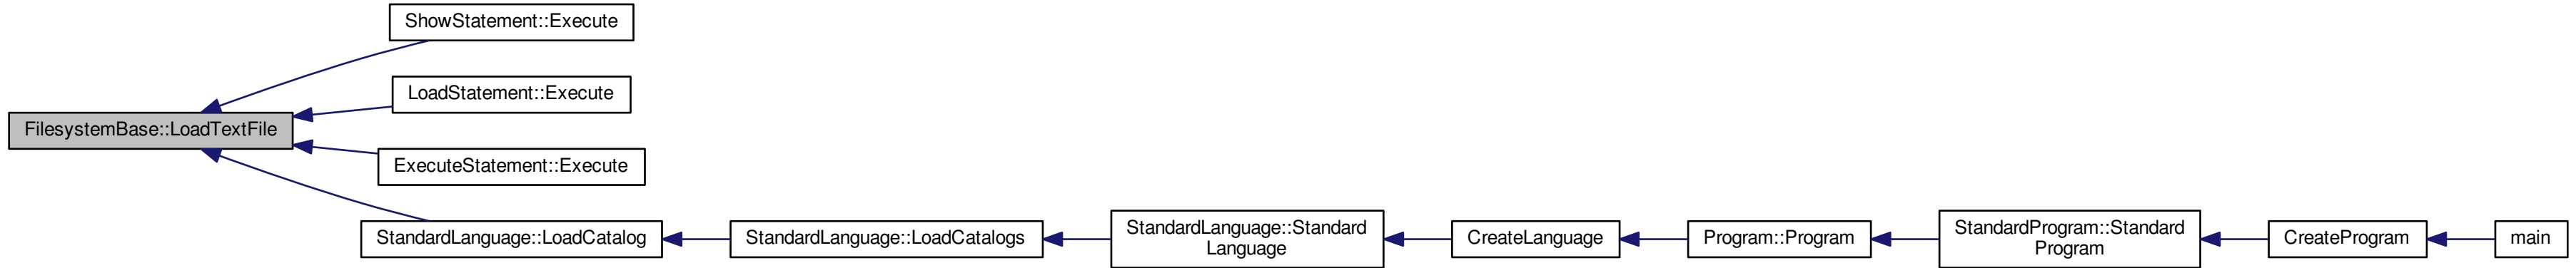 ShowStatement::Execute
LoadStatement::Execute
FilesystemBase::LoadTextFile
ExecuteStatement::Execute
StandardLanguage::LoadCatalog
StandardLanguage::LoadCatalogs
StandardLanguage::Standard
Language
CreateLanguage
Program::Program
StandardProgram::Standard
Program
CreateProgram
main